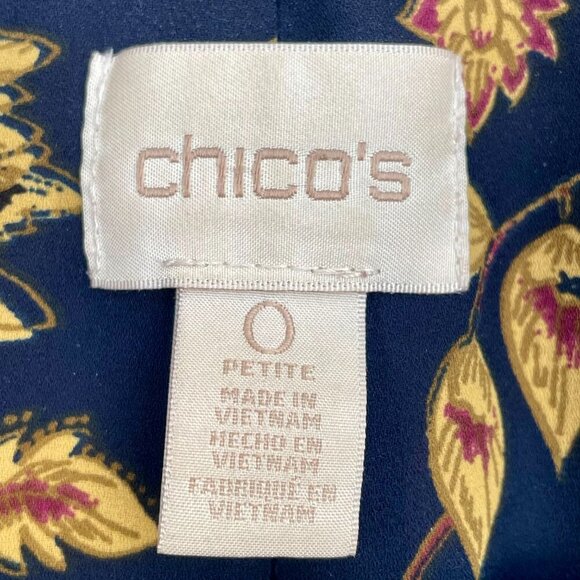 chico's
0
PETITE
MADE IN
VIETNAM
HECHO EN
VIETNAM
FABRIQUÉ EN
VIETNAM